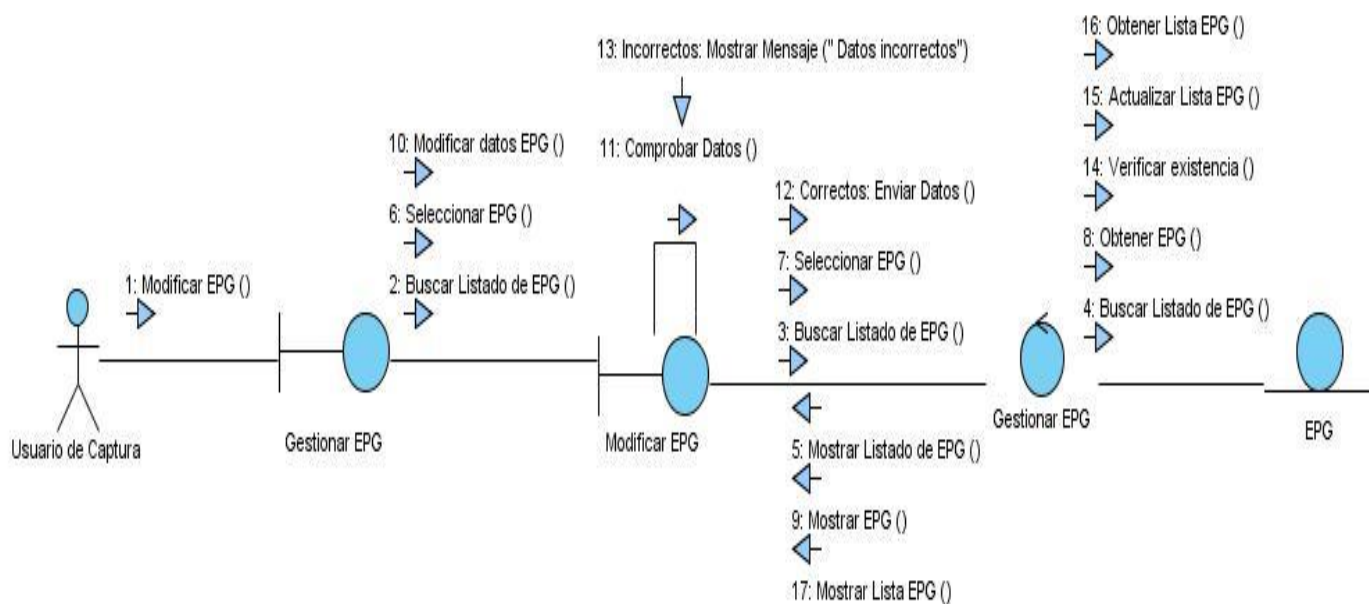 16: Obtener Lista EPG ()
13: Incorrectos: Mostrar Mensaje (" Datos incorrectos")
15: Actualizar Lista EPG ()
10: Modificar datos EPG ()
11: Comprobar Datos ()
14: Verificar existencia ()
12: Correctos: Enviar Datos ()
6: Seleccionar EPG ()
8: Obtener EPG ()
7: Seleccionar EPG ()
1: Modificar EPG ()
2: Buscar Listado de EPG ()
4: Buscar Listado de EPG ()
3: Buscar Listado de EPG ()
Usuario de Captura
Gestionar EPG
Modificar EPG
Gestionar EPG
EPG
5: Mostrar Listado de EPG ()
9: Mostrar EPG ()
17: Mostrar Lista EPG ()